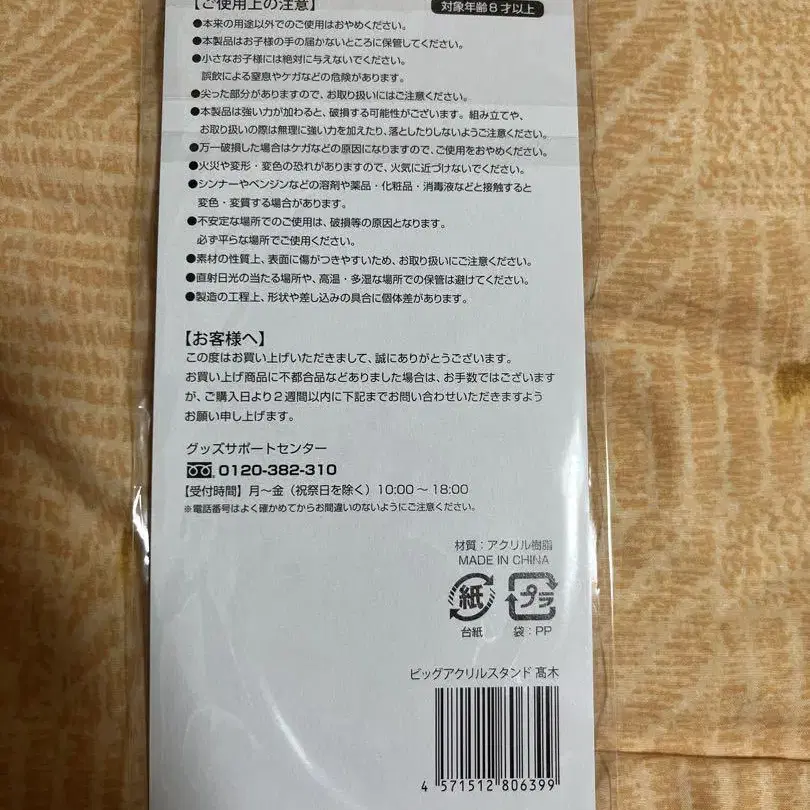 【ご使用上の注意】
対象年齢8才以上
●本来の用途以外でのご使用はおやめください。
●本製品はお子様の手の届かないところに保管してください。
●小さなお子様には絶対に与えないでください。
誤飲による窒息やケガなどの危険があります。
●尖った部分がありますので、お取り扱いにはご注意ください。
●本製品は強い力が加わると、破損する可能性がございます。組み立てや、
お取り扱いの際は無理に強い力を加えたり、落としたりしないようご注意ください。
●万一破損した場合はケガなどの原因になりますので、ご使用をおやめください。
●火災や変形・変色の恐れがありますので、火気に近づけないでください。
●シンナーやベンジンなどの溶剤や薬品・化粧品・消毒液などと接触すると
変色・変質する場合があります。
●不安定な場所でのご使用は、破損等の原因となります。
必ず平らな場所でご使用ください。
●素材の性質上、表面に傷がつきやすいため、お取り扱いにご注意ください。
●直射日光の当たる場所や、高温・多湿な場所での保管は避けてください。
●製造の工程上、形状や差し込みの具合に個体差があります。
【お客様へ】
この度はお買い上げいただきまして、誠にありがとうございます。
お買い上げ商品に不都合品などありました場合は、お手数ではございます
が、ご購入日より2週間以内に下記までお問い合わせいただきますよう
お願い申し上げます。
グッズサポートセンター
0120-382-310
【受付時間】月～金（祝祭日を除く）10:00～18:00
※電話番号はよく確かめてからお間違いのないようにご注意ください。
材質：アクリル樹脂
MADE IN CHINA
紙 プラ
台紙 袋：PP
ビッグアクリルスタンド 髙木
4 571512 806399